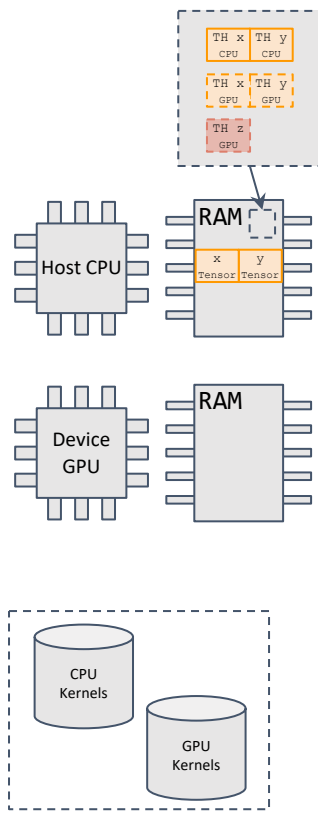 TH x TH y
CPU CPU
TH x TH y
GPU GPU
TH z
GPU
RAM
Host CPU
x y
Tensor Tensor
RAM
Device
GPU
CPU
Kernels
GPU
Kernels